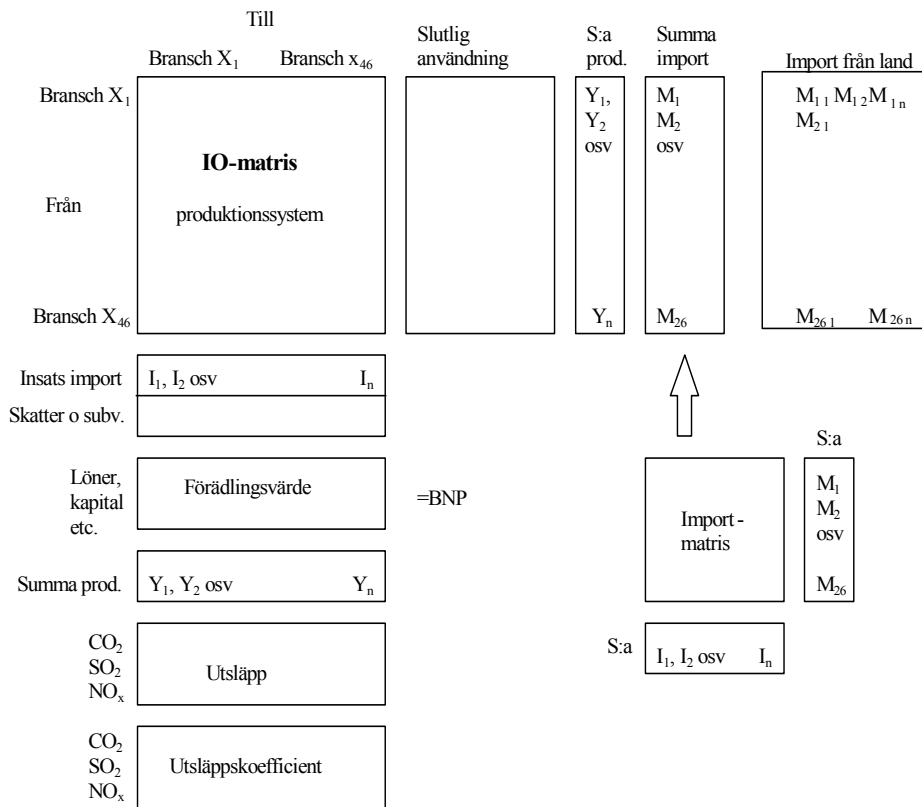 Till
Slutlig
användning
S:a
prod.
Summa
import
Import från land
Bransch X₁
Bransch x₄₆
Bransch X₁
Från
Bransch X₄₆
IO-matris
produktionssystem
Y₁,
Y₂
osv
Yₙ
M₁
M₂
osv
M₂₆
M₁ ₁ M₁ ₂ M ₁ ₙ
M₂ ₁
M₂₆ ₁ M ₂₆ ₙ
Insats import
I₁, I₂ osv Iₙ
Skatter o subv.
Löner,
kapital
etc.
Förädlingsvärde
=BNP
Summa prod.
Y₁, Y₂ osv Yₙ
CO₂
SO₂
NOₓ
Utsläpp
CO₂
SO₂
NOₓ
Utsläppskoefficient
Import-
matris
S:a
M₁
M₂
osv
M₂₆
S:a
I₁, I₂ osv Iₙ